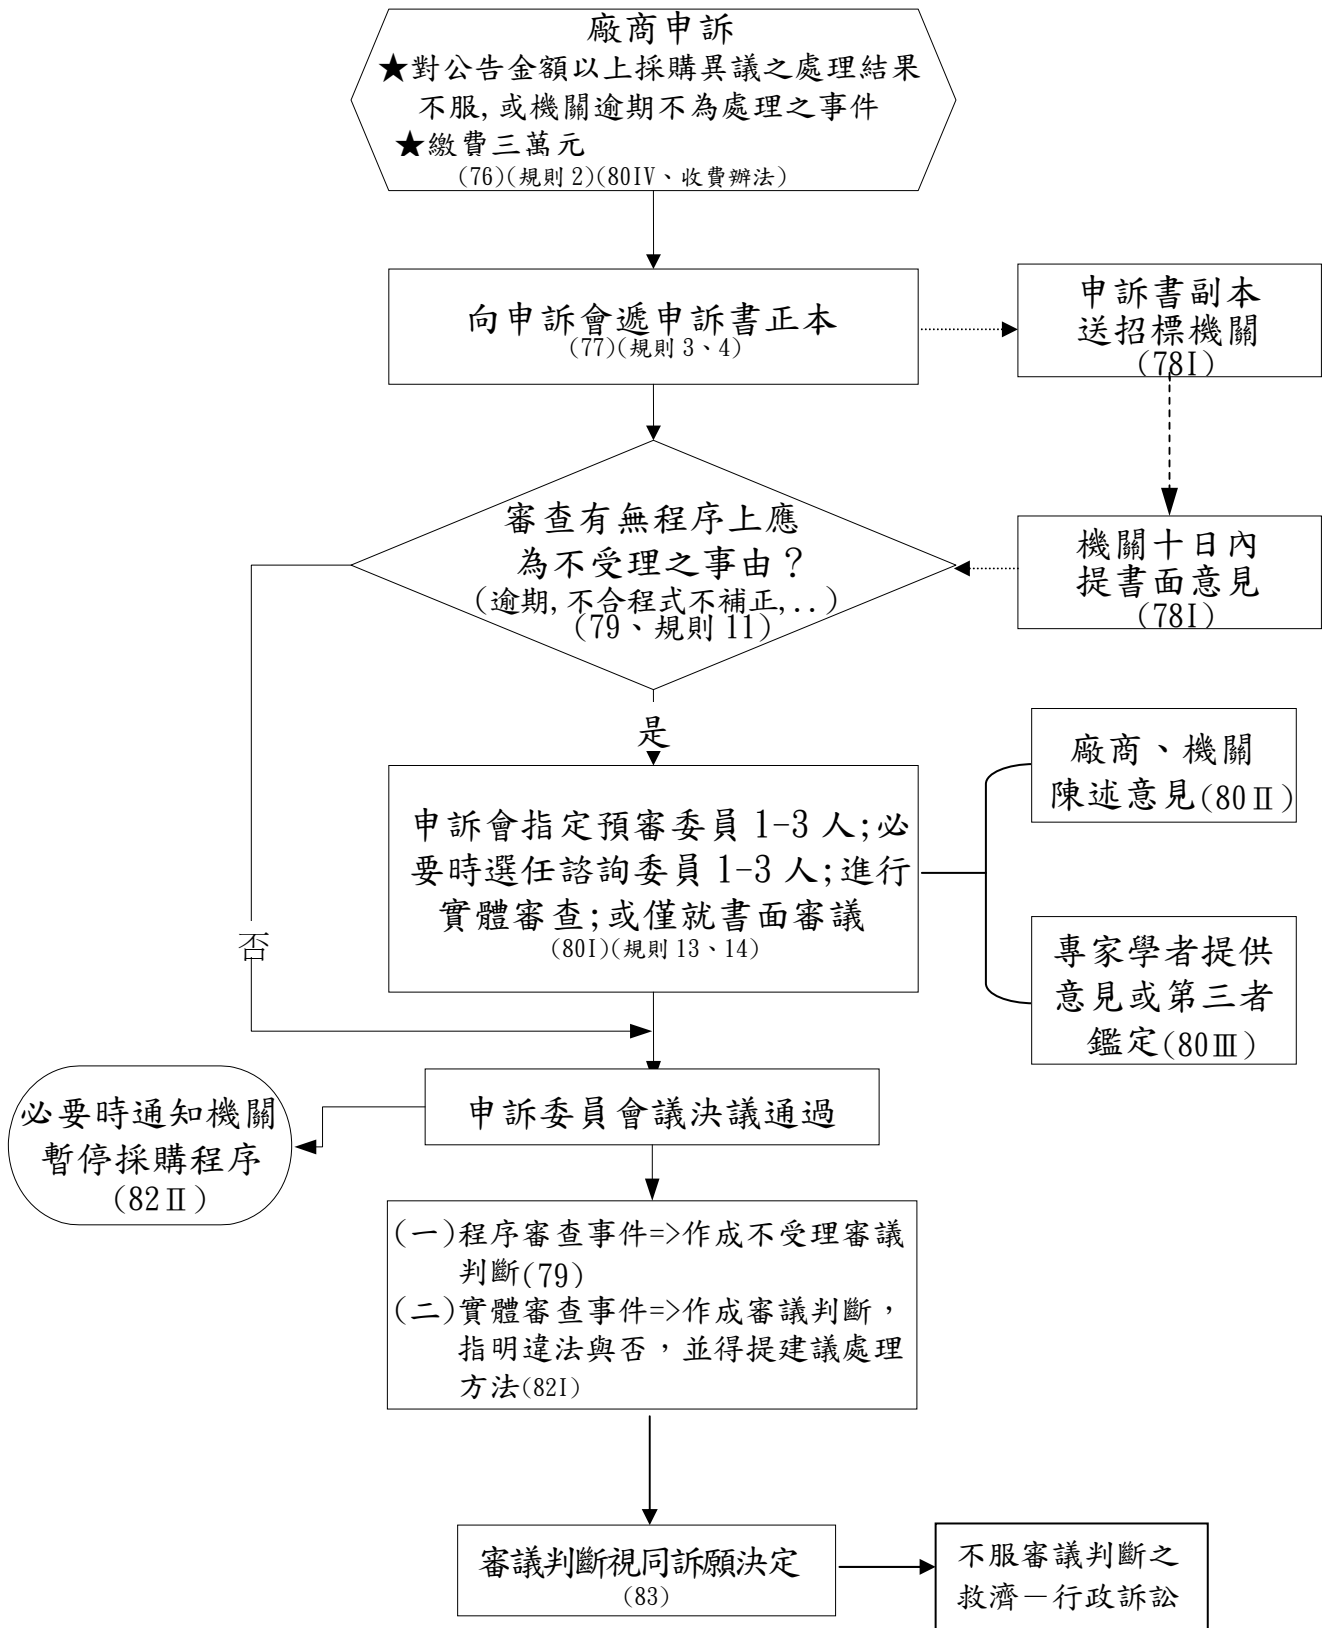 廠商申訴
★對公告金額以上採購異議之處理結果
不服,或機關逾期不為處理之事件
★繳費三萬元
(76)(規則2)(80IV、收費辦法)
向申訴會遞申訴書正本
(77)(規則3、4)
申訴書副本
送招標機關
(78I)
審查有無程序上應
為不受理之事由？
(逾期,不合程式不補正,..)
(79、規則11)
機關十日內
提書面意見
(78I)
是
廠商、機關
陳述意見(80Ⅱ)
申訴會指定預審委員1-3人;必
要時選任諮詢委員1-3人;進行
實體審查;或僅就書面審議
(80I)(規則13、14)
否
專家學者提供
意見或第三者
鑑定(80Ⅲ)
必要時通知機關
暫停採購程序
(82Ⅱ)
申訴委員會議決議通過
(一)程序審查事件=>作成不受理審議
判斷(79)
(二)實體審查事件=>作成審議判斷，
指明違法與否，並得提建議處理
方法(82I)
審議判斷視同訴願決定
(83)
不服審議判斷之
救濟－行政訴訟